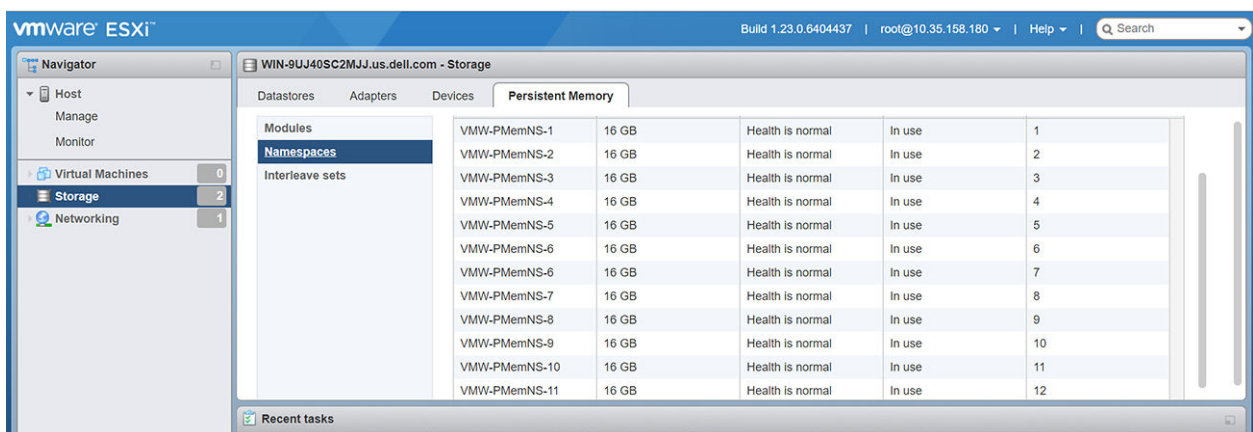 vmware ESXi™
Build 1.23.0.6404437 | root@10.35.158.180 | Help | Search
Navigator
WIN-9UJ40SC2MJJ.us.dell.com - Storage
Host
Manage
Monitor
Virtual Machines 0
Storage 2
Networking 1
Datastores Adapters Devices Persistent Memory
Modules
Namespaces
Interleave sets
VMW-PMemNS-1 16 GB Health is normal In use 1
VMW-PMemNS-2 16 GB Health is normal In use 2
VMW-PMemNS-3 16 GB Health is normal In use 3
VMW-PMemNS-4 16 GB Health is normal In use 4
VMW-PMemNS-5 16 GB Health is normal In use 5
VMW-PMemNS-6 16 GB Health is normal In use 6
VMW-PMemNS-6 16 GB Health is normal In use 7
VMW-PMemNS-7 16 GB Health is normal In use 8
VMW-PMemNS-8 16 GB Health is normal In use 9
VMW-PMemNS-9 16 GB Health is normal In use 10
VMW-PMemNS-10 16 GB Health is normal In use 11
VMW-PMemNS-11 16 GB Health is normal In use 12
Recent tasks